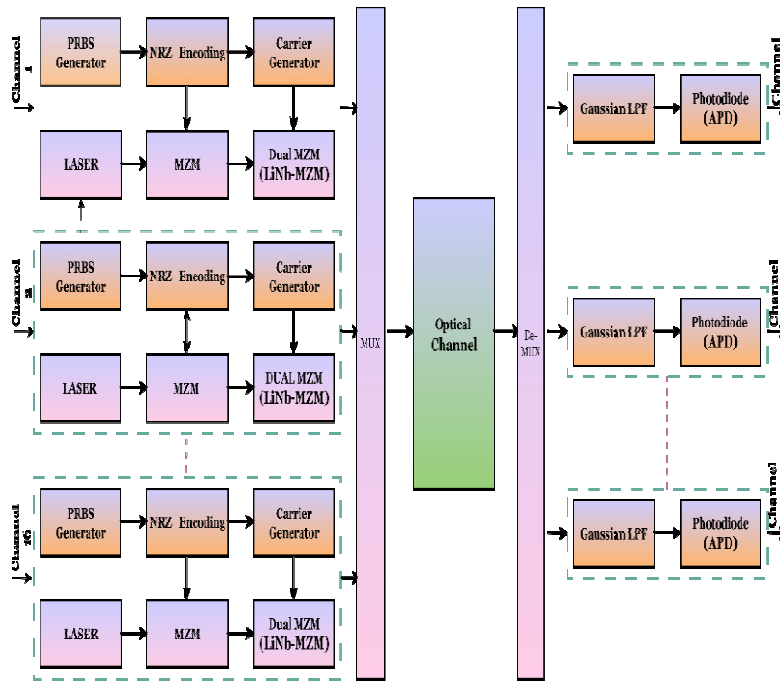 Channel
1
PRBS
Generator
NRZ Encoding
Carrier
Generator
LASER
MZM
Dual MZM
(LiNb-MZM)
Channel
2
PRBS
Generator
NRZ Encoding
Carrier
Generator
LASER
MZM
DUAL MZM
(LiNb-MZM)
Channel
16
PRBS
Generator
NRZ Encoding
Carrier
Generator
LASER
MZM
Dual MZM
(LiNb-MZM)
MUX
Optical
Channel
De-
MUX
Gaussian LPF
Photodiode
(APD)
Channel
Gaussian LPF
Photodiode
(APD)
Channel
Gaussian LPF
Photodiode
(APD)
Channel